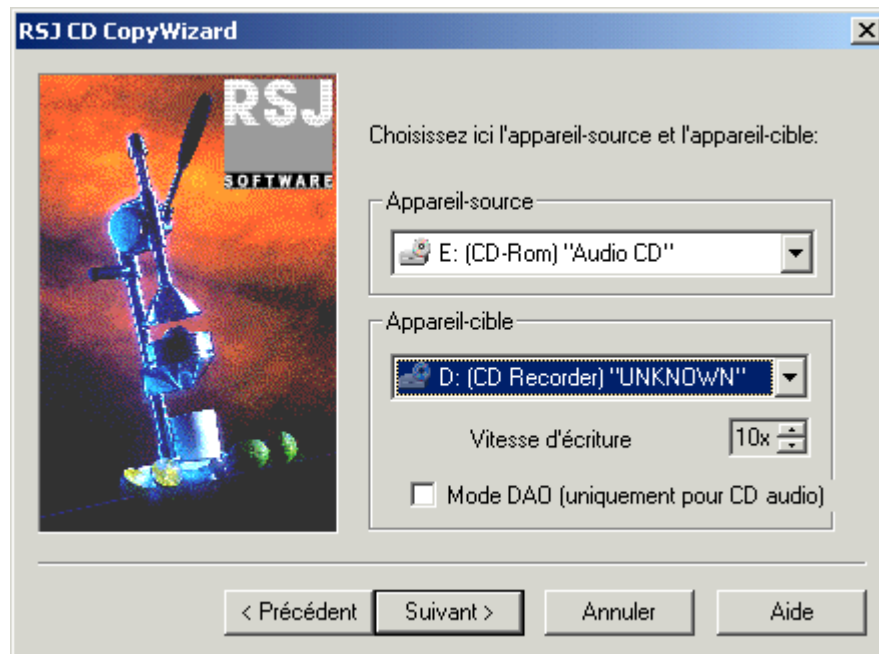 RSJ CD CopyWizard
RSJ
SOFTWARE
Choisissez ici l'appareil-source et l'appareil-cible:
Appareil-source
E: (CD-Rom) "Audio CD"
Appareil-cible
D: (CD Recorder) "UNKNOWN"
Vitesse d'écriture
10x
Mode DAO (uniquement pour CD audio)
< Précédent
Suivant >
Annuler
Aide